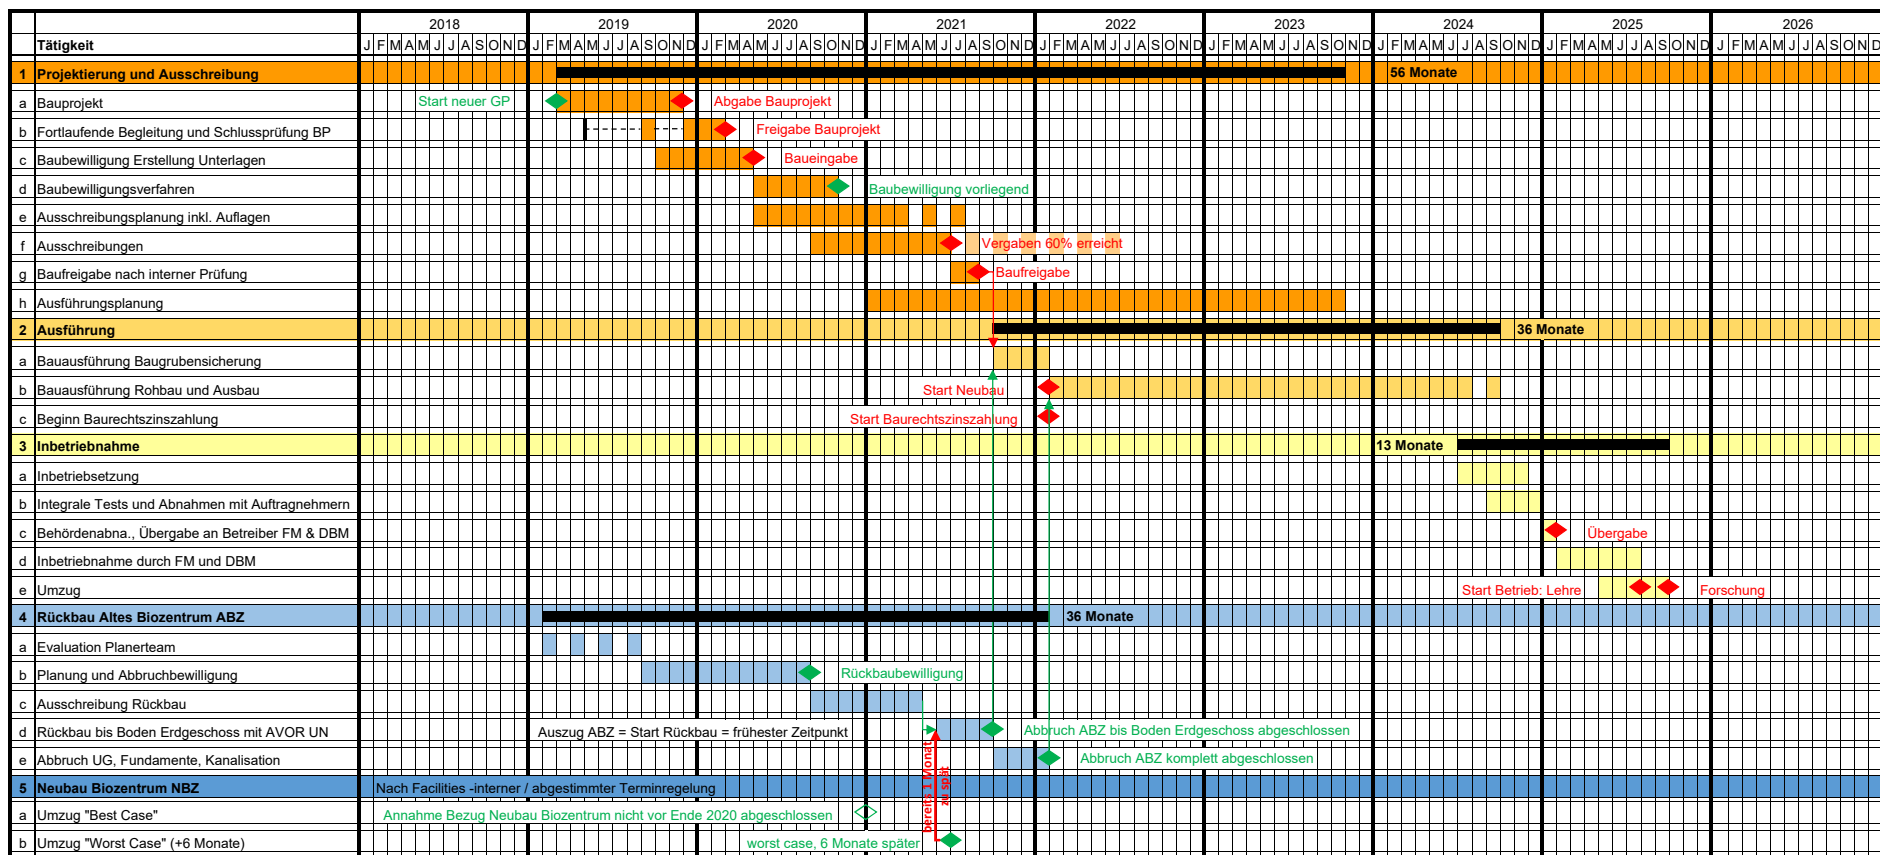 2018 2019 2020 2021 2022 2023 2024 2025 2026
Tätigkeit J F M A M J J A S O N D J F M A M J J A S O N D J F M A M J J A S O N D J F M A M J J A S O N D J F M A M J J A S O N D J F M A M J J A S O N D J F M A M J J A S O N D J F M A M J J A S O N D J F M A M J J A S O N D
1 Projektierung und Ausschreibung 56 Monate
a Bauprojekt Start neuer GP Abgabe Bauprojekt
b Fortlaufende Begleitung und Schlussprüfung BP Freigabe Bauprojekt
c Baubewilligung Erstellung Unterlagen Baueingabe
d Baubewilligungsverfahren Baubewilligung vorliegend
e Ausschreibungsplanung inkl. Auflagen
f Ausschreibungen Vergaben 60% erreicht
g Baufreigabe nach interner Prüfung Baufreigabe
h Ausführungsplanung
2 Ausführung 36 Monate
a Bauausführung Baugrubensicherung
b Bauausführung Rohbau und Ausbau Start Neubau
c Beginn Baurechtszinszahlung Start Baurechtszinszahlung
3 Inbetriebnahme 13 Monate
a Inbetriebsetzung
b Integrale Tests und Abnahmen mit Auftragnehmern
c Behördenabna., Übergabe an Betreiber FM & DBM Übergabe
d Inbetriebnahme durch FM und DBM
e Umzug Start Betrieb: Lehre Forschung
4 Rückbau Altes Biozentrum ABZ 36 Monate
a Evaluation Planerteam
b Planung und Abbruchbewilligung Rückbaubewilligung
c Ausschreibung Rückbau
d Rückbau bis Boden Erdgeschoss mit AVOR UN Auszug ABZ = Start Rückbau = frühester Zeitpunkt Abbruch ABZ bis Boden Erdgeschoss abgeschlossen
e Abbruch UG, Fundamente, Kanalisation Abbruch ABZ komplett abgeschlossen
bereits 1 Monat
zu spät
5 Neubau Biozentrum NBZ Nach Facilities -interner / abgestimmter Terminregelung
a Umzug "Best Case" Annahme Bezug Neubau Biozentrum nicht vor Ende 2020 abgeschlossen
b Umzug "Worst Case" (+6 Monate) worst case, 6 Monate später